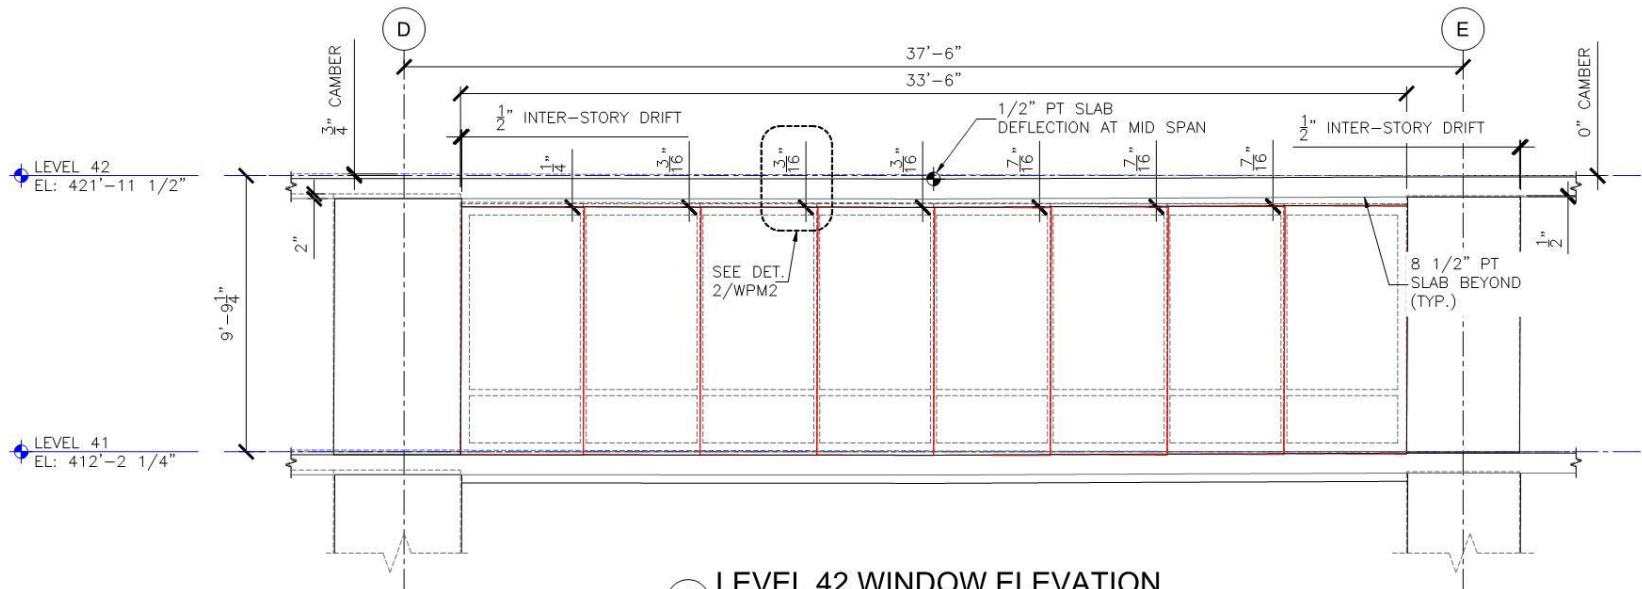 D
E
37'-6"
33'-6"
3/4" CAMBER
0" CAMBER
1/2" INTER-STORY DRIFT
1/2" PT SLAB
DEFLECTION AT MID SPAN
1/2" INTER-STORY DRIFT
1/4"
3/16"
3/16"
3/16"
7/16"
7/16"
7/16"
LEVEL 42
EL: 421'-11 1/2"
2"
1/2"
9'-9 1/4"
SEE DET.
2/WPM2
8 1/2" PT
SLAB BEYOND
(TYP.)
LEVEL 41
EL: 412'-2 1/4"
LEVEL 42 WINDOW ELEVATION